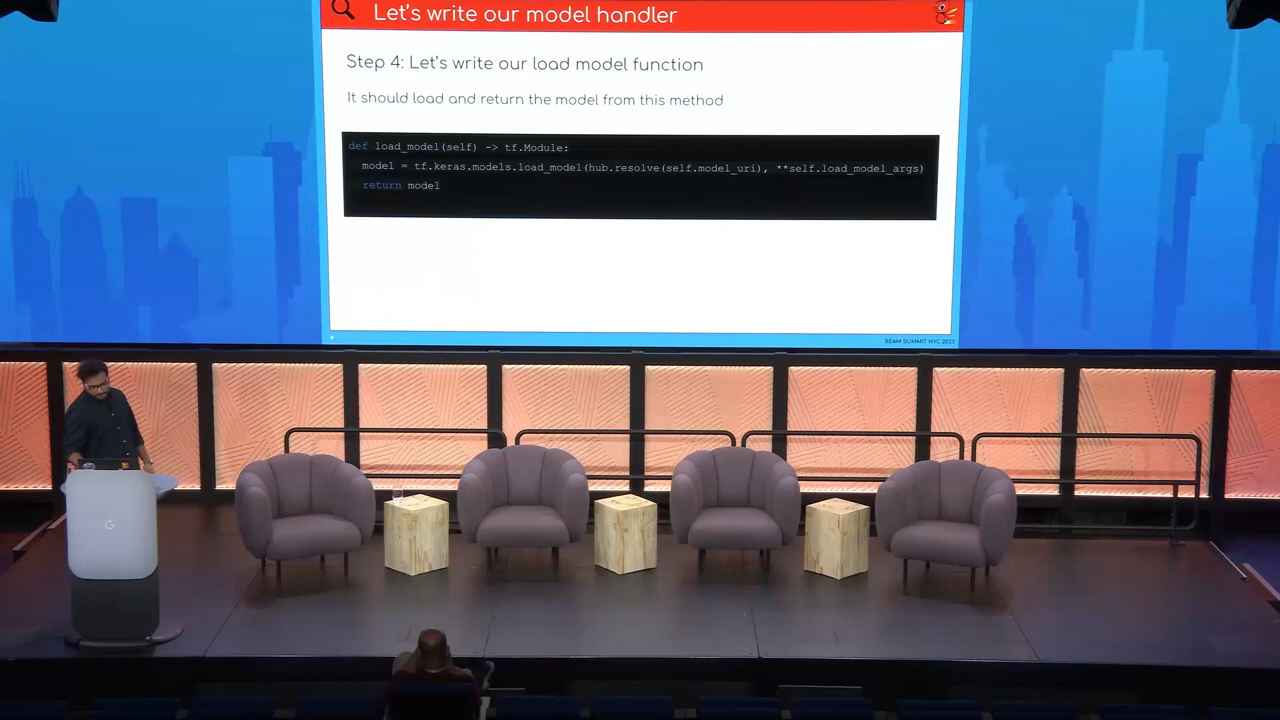 Let's write our model handler
Step 4: Let's write our load model function
It should load and return the model from this method
def load_model(self) -> tf.Module:
model = tf.keras.models.load_model(hub.resolve(self.model_uri), **self.load_model_args)
return model
BEAM SUMMIT NYC 2023
G